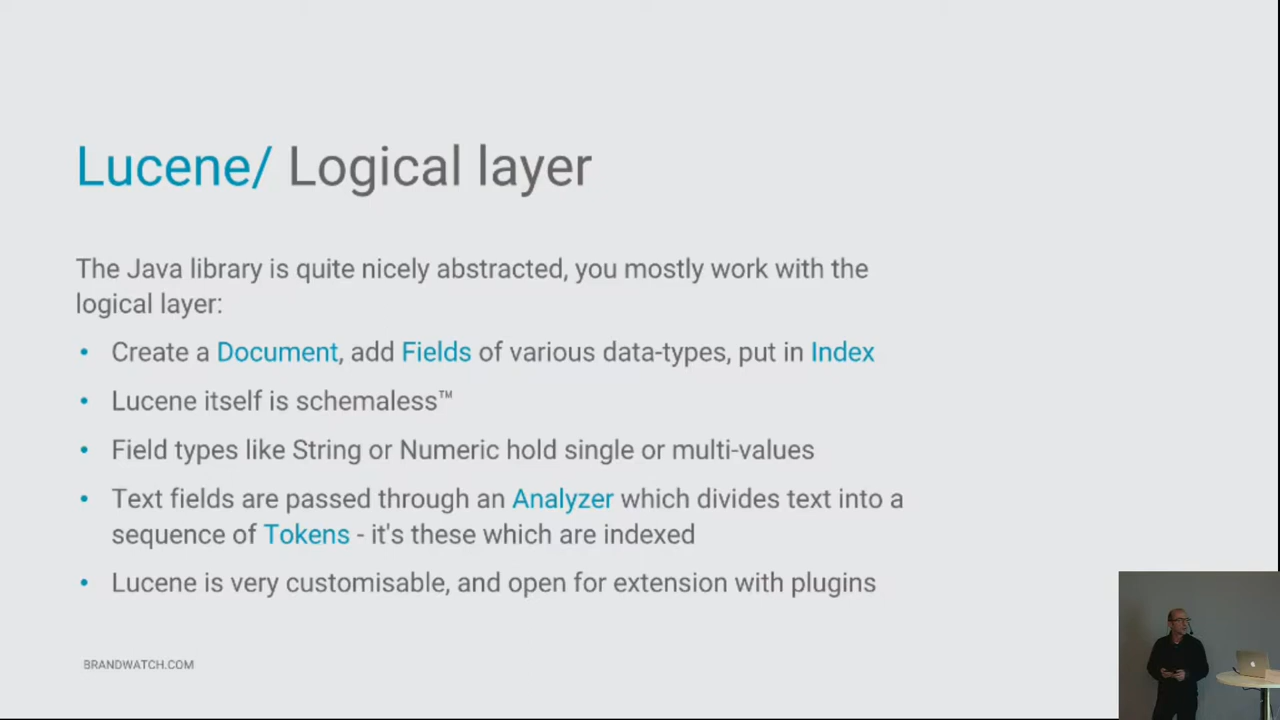 Lucene/ Logical layer
The Java library is quite nicely abstracted, you mostly work with the
logical layer:
• Create a Document, add Fields of various data-types, put in Index
• Lucene itself is schemaless™
• Field types like String or Numeric hold single or multi-values
• Text fields are passed through an Analyzer which divides text into a
sequence of Tokens - it's these which are indexed
• Lucene is very customisable, and open for extension with plugins
BRANDWATCH.COM